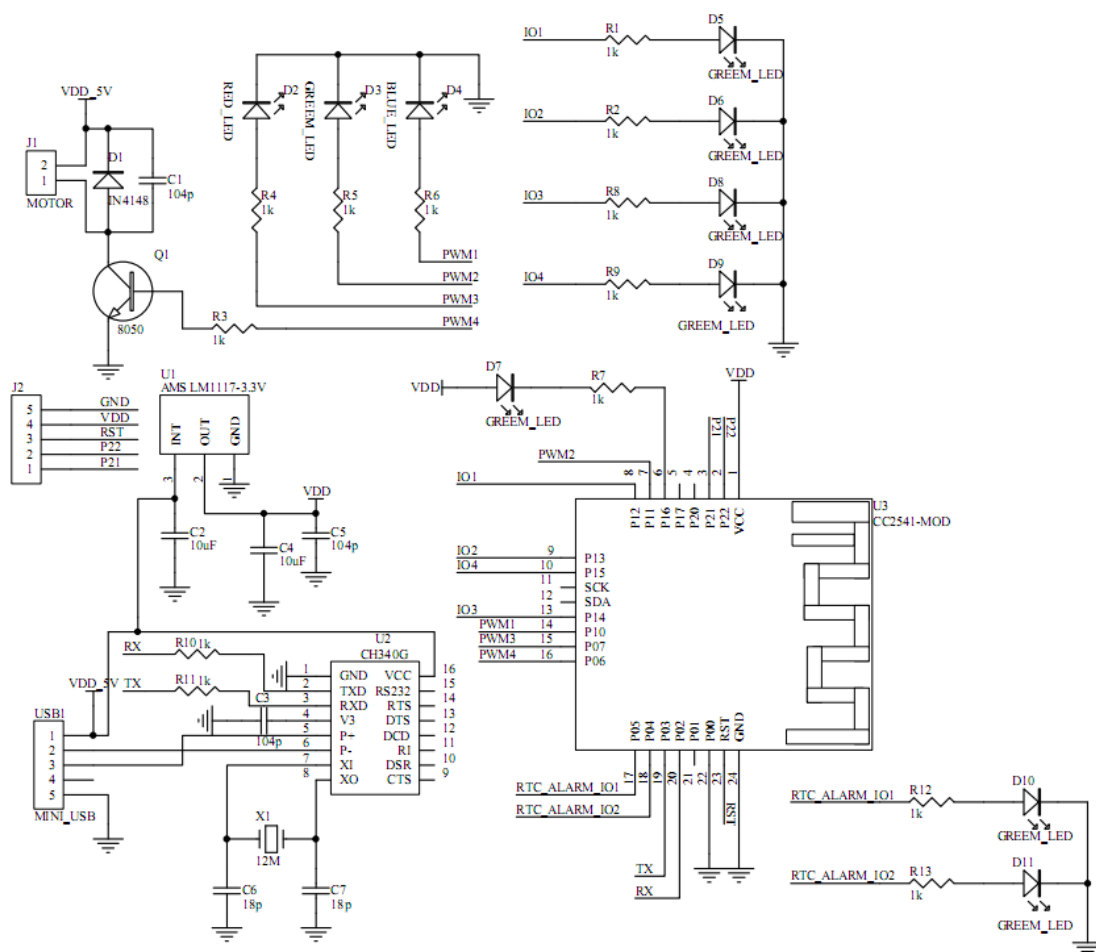 VDD_5V
J1
2
1
MOTOR
D1
IN4148
C1
104p
Q1
8050
R3
1k
RED_LED
D2
GREEM_LED
D3
BLUE_LED
D4
R4
1k
R5
1k
R6
1k
PWM1
PWM2
PWM3
PWM4
IO1
R1
1k
D5
GREEM_LED
IO2
R2
1k
D6
GREEM_LED
IO3
R8
1k
D8
GREEM_LED
IO4
R9
1k
D9
GREEM_LED
J2
5
4
3
2
1
GND
VDD
RST
P22
P21
U1
AMS LM1117-3.3V
INT
OUT
GND
3
2
1
C2
10uF
C4
10uF
VDD
C5
104p
VDD
D7
GREEM_LED
R7
1k
VDD
P21
P22
PWM2
IO1
8
7
6
5
4
3
2
1
P12
P11
P16
P17
P20
P21
P22
VCC
U3
CC2541-MOD
IO2 9 P13
IO4 10 P15
11 SCK
12 SDA
IO3 13 P14
PWM1 14 P10
PWM3 15 P07
PWM4 16 P06
P05
P04
P03
P02
P01
P00
RST
GND
17
18
19
20
21
22
23
24
RTC_ALARM_IO1
RTC_ALARM_IO2
RST
TX
RX
RX
R10 1k
TX
R11 1k
VDD_5V
C3
104p
U2
CH340G
1 GND VCC 16
2 TXD RS232 15
3 RXD RTS 14
4 V3 DTS 13
5 P+ DCD 12
6 P- RI 11
7 XI DSR 10
8 XO CTS 9
USB1
1
2
3
4
5
MINI_USB
X1
12M
C6
18p
C7
18p
RTC_ALARM_IO1
R12
1k
D10
GREEM_LED
RTC_ALARM_IO2
R13
1k
D11
GREEM_LED